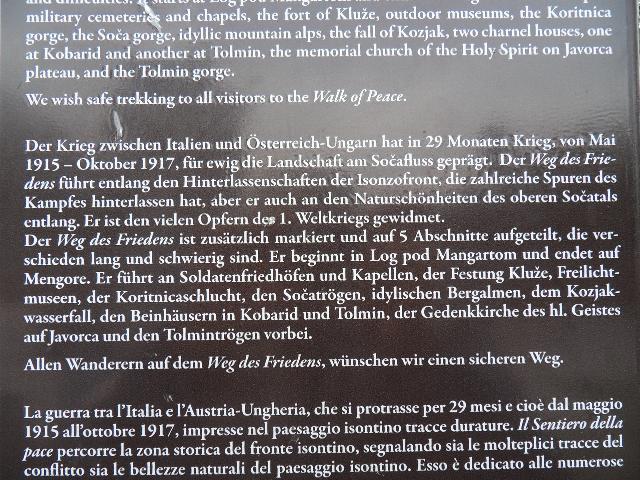 and difficulties. It starts at Log pod Mangartom and
military cemeteries and chapels, the fort of Kluže, outdoor museums, the Koritnica
gorge, the Soča gorge, idyllic mountain alps, the fall of Kozjak, two charnel houses, one
at Kobarid and another at Tolmin, the memorial church of the Holy Spirit on Javorca
plateau, and the Tolmin gorge.
We wish safe trekking to all visitors to the Walk of Peace.
Der Krieg zwischen Italien und Österreich-Ungarn hat in 29 Monaten Krieg, von Mai
1915 – Oktober 1917, für ewig die Landschaft am Sočafluss geprägt. Der Weg des Frie-
dens führt entlang den Hinterlassenschaften der Isonzofront, die zahlreiche Spuren des
Kampfes hinterlassen hat, aber er auch an den Naturschönheiten des oberen Sočatals
entlang. Er ist den vielen Opfern des 1. Weltkriegs gewidmet.
Der Weg des Friedens ist zusätzlich markiert und auf 5 Abschnitte aufgeteilt, die ver-
schieden lang und schwierig sind. Er beginnt in Log pod Mangartom und endet auf
Mengore. Er führt an Soldatenfriedhöfen und Kapellen, der Festung Kluže, Freilicht-
museen, der Koritnicaschlucht, den Sočatrögen, idylischen Bergalmen, dem Kozjak-
wasserfall, den Beinhäusern in Kobarid und Tolmin, der Gedenkkirche des hl. Geistes
auf Javorca und den Tolmintrögen vorbei.
Allen Wanderern auf dem Weg des Friedens, wünschen wir einen sicheren Weg.
La guerra tra l'Italia e l'Austria-Ungheria, che si protrasse per 29 mesi e cioè dal maggio
1915 all'ottobre 1917, impresse nel paesaggio isontino tracce durature. Il Sentiero della
pace percorre la zona storica del fronte isontino, segnalando sia le molteplici tracce del
conflitto sia le bellezze naturali del paesaggio isontino. Esso è dedicato alle numerose